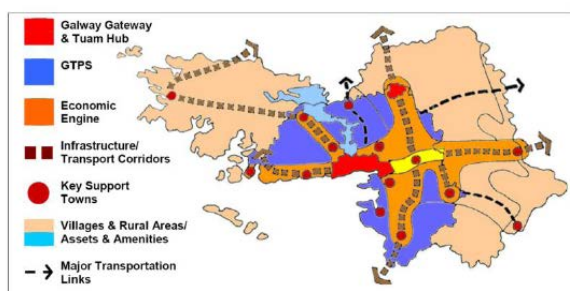 Galway Gateway
& Tuam Hub
GTPS
Economic
Engine
Infrastructure/
Transport Corridors
Key Support
Towns
Villages & Rural Areas/
Assets & Amenities
Major Transportation
Links